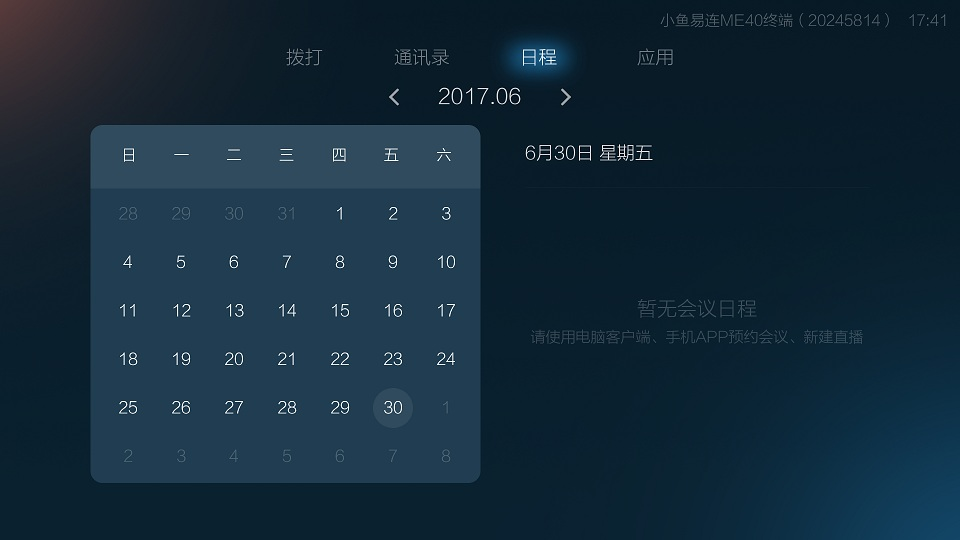 小鱼易连ME40终端（20245814） 17:41
拨打 通讯录 日程 应用
2017.06
日 一 二 三 四 五 六
6月30日 星期五
28 29 30 31 1 2 3
4 5 6 7 8 9 10
11 12 13 14 15 16 17
18 19 20 21 22 23 24
25 26 27 28 29 30 1
2 3 4 5 6 7 8
暂无会议日程
请使用电脑客户端、手机APP预约会议、新建直播